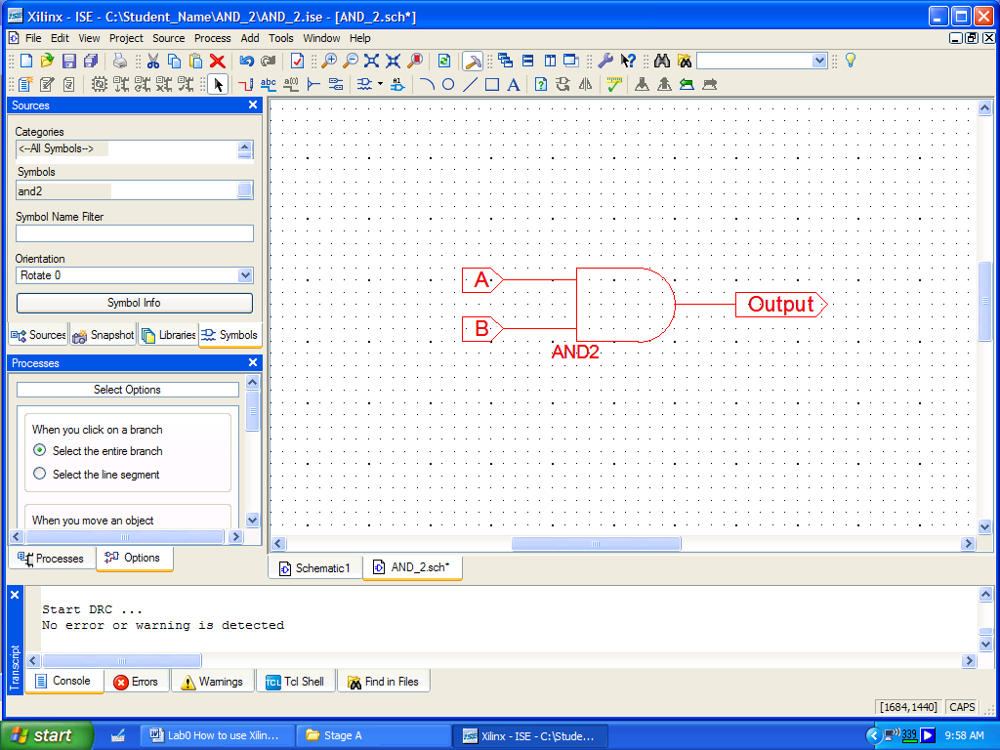 Xilinx - ISE - C:\Student_Name\AND_2\AND_2.ise - [AND_2.sch*]
File Edit View Project Source Process Add Tools Window Help
Sources
Categories
<--All Symbols-->
Symbols
and2
Symbol Name Filter
Orientation
Rotate 0
Symbol Info
Sources Snapshot Libraries Symbols
Processes
Select Options
When you click on a branch
Select the entire branch
Select the line segment
When you move an object
Processes Options
A
B
AND2
Output
Schematic1 AND_2.sch*
Transcript
Start DRC ...
No error or warning is detected
Console Errors Warnings TCL Tcl Shell Find in Files
[1684,1440] CAPS
start Lab0 How to use Xilin... Stage A Xilinx - ISE - C:\Stude... 339 9:58 AM